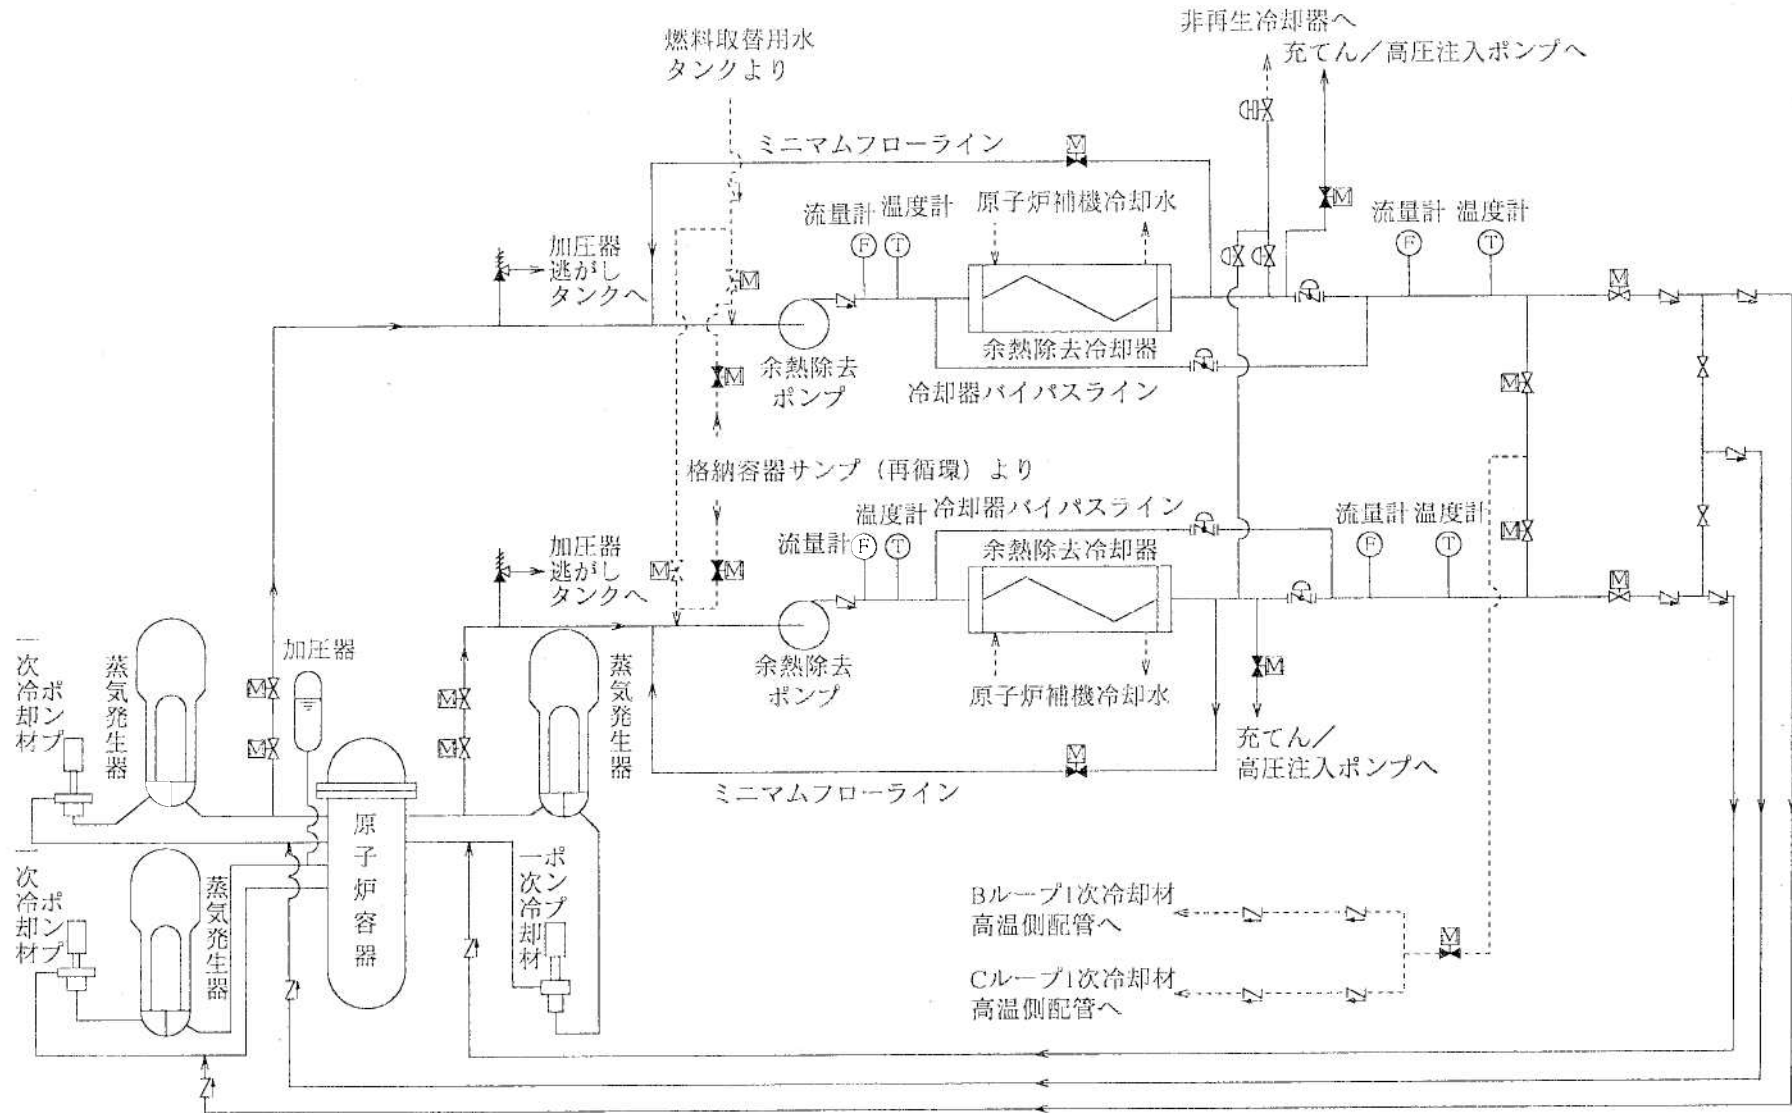 非再生冷却器へ
充てん／高圧注入ポンプへ
燃料取替用水
タンクより
ミニマムフローライン
M
M
流量計
温度計
原子炉補機冷却水
流量計
温度計
加圧器
逃がし
タンクへ
F
T
F
T
M
M
余熱除去
ポンプ
余熱除去冷却器
冷却器バイパスライン
M
M
格納容器サンプ（再循環）より
冷却器バイパスライン
温度計
流量計
F
T
余熱除去冷却器
流量計
温度計
F
T
M
M
加圧器
逃がし
タンクへ
M
M
余熱除去
ポンプ
原子炉補機冷却水
M
充てん／
高圧注入ポンプへ
M
ミニマムフローライン
一次冷却材ポンプ
蒸気発生器
加圧器
M
M
M
M
蒸気発生器
原子炉容器
一次冷却材ポンプ
蒸気発生器
一次冷却材ポンプ
Bループ1次冷却材
高温側配管へ
M
Cループ1次冷却材
高温側配管へ